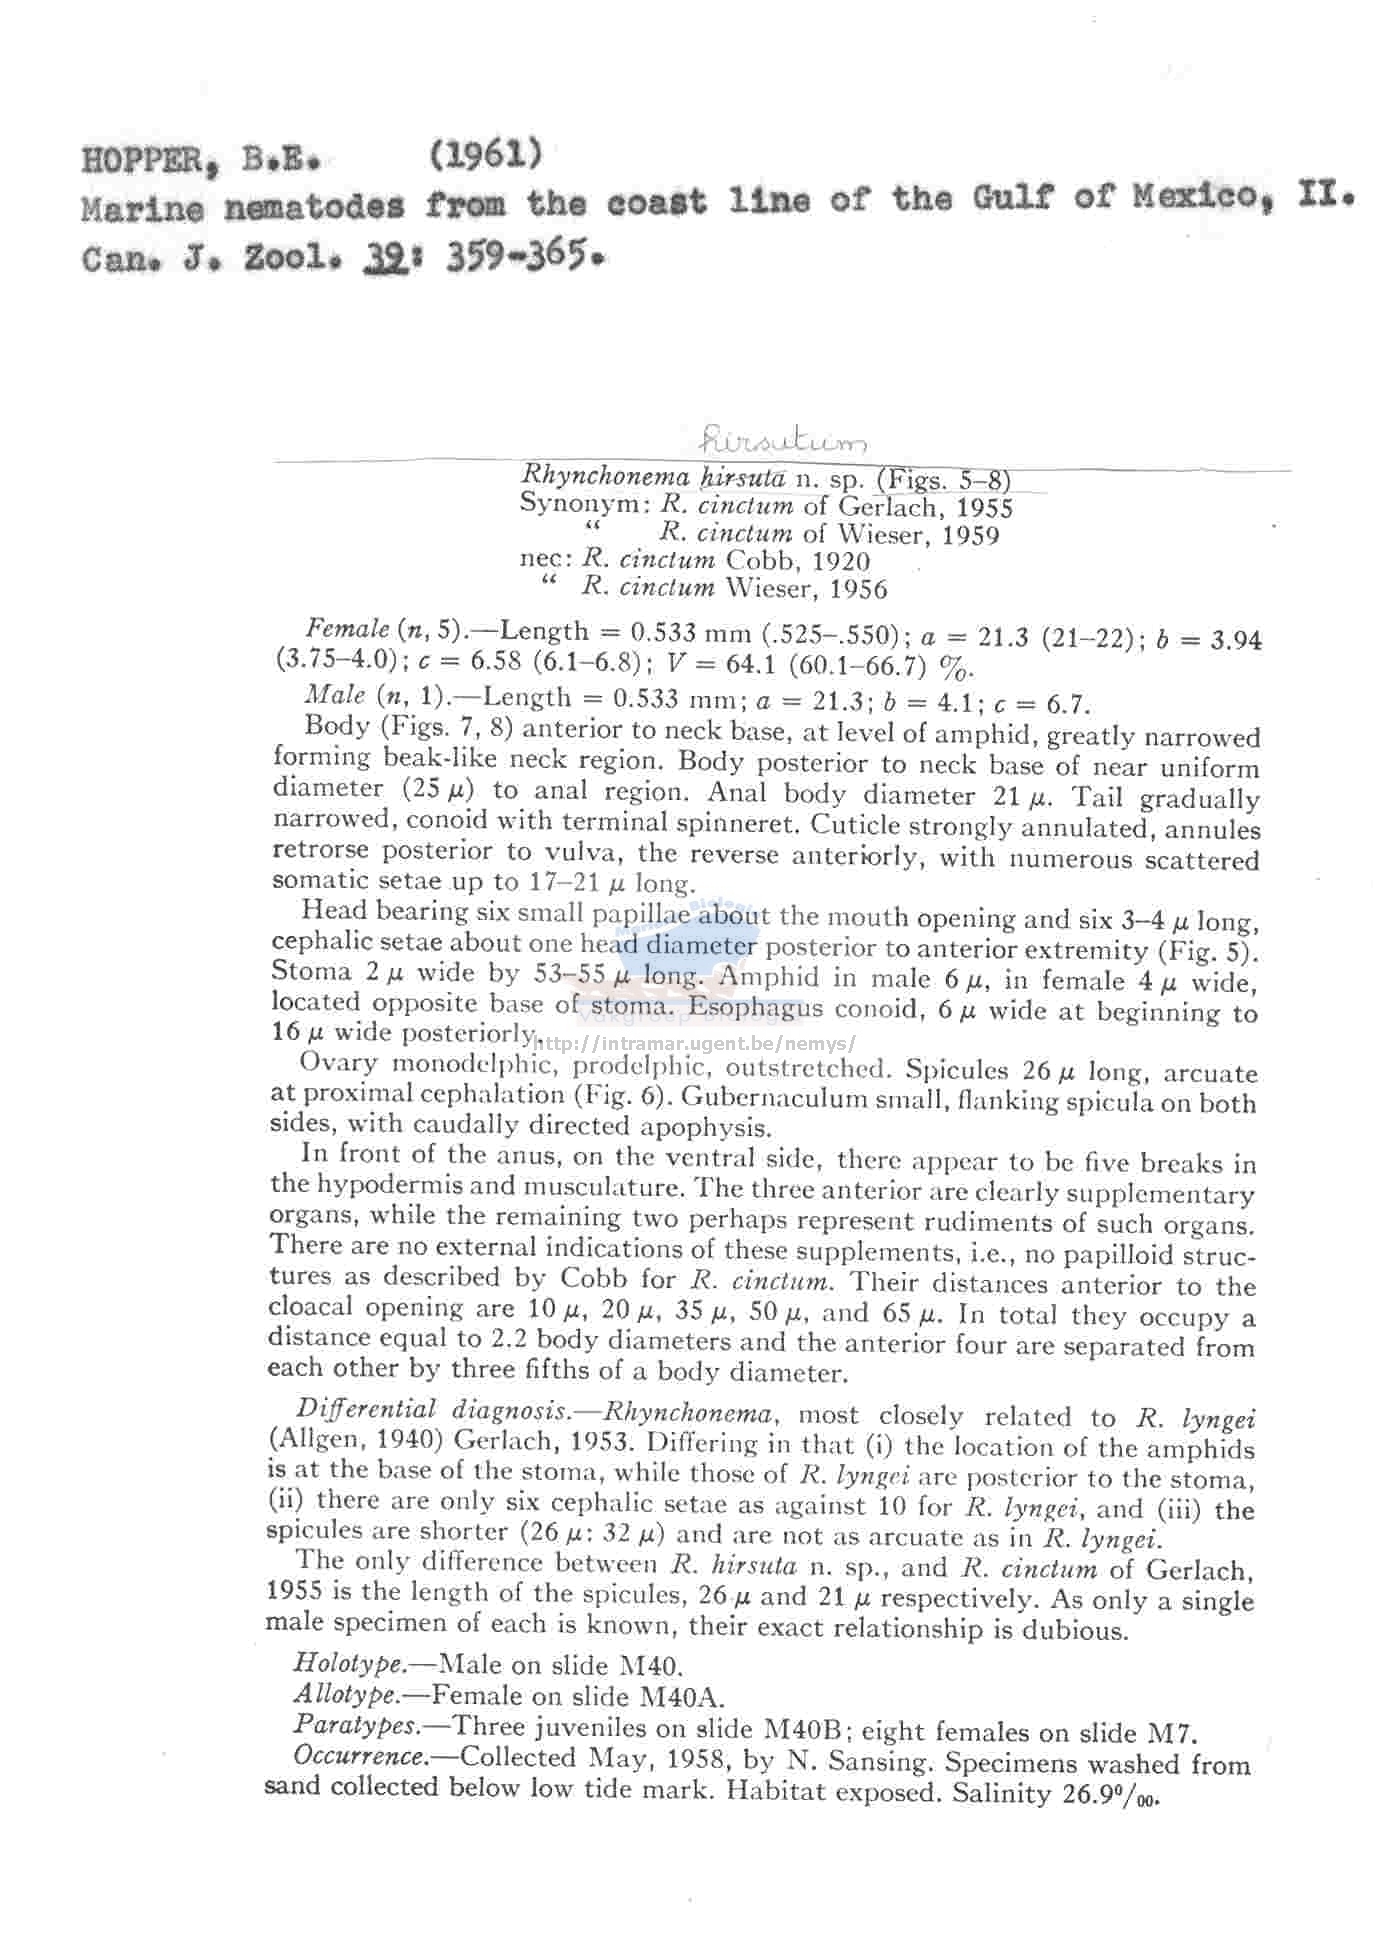 HOPPER, B.E. (1961)
Marine nematodes from the coast line of the Gulf of Mexico, II.
Can. J. Zool. 39: 359-365.
hirsutum
Rhynchonema hirsuta n. sp. (Figs. 5–8)
Synonym: R. cinctum of Gerlach, 1955
“ R. cinctum of Wieser, 1959
nec: R. cinctum Cobb, 1920
“ R. cinctum Wieser, 1956
Female (n, 5).—Length = 0.533 mm (.525–.550); a = 21.3 (21–22); b = 3.94
(3.75–4.0); c = 6.58 (6.1–6.8); V = 64.1 (60.1–66.7) %.
Male (n, 1).—Length = 0.533 mm; a = 21.3; b = 4.1; c = 6.7.
Body (Figs. 7, 8) anterior to neck base, at level of amphid, greatly narrowed
forming beak-like neck region. Body posterior to neck base of near uniform
diameter (25 μ) to anal region. Anal body diameter 21 μ. Tail gradually
narrowed, conoid with terminal spinneret. Cuticle strongly annulated, annules
retrorse posterior to vulva, the reverse anteriorly, with numerous scattered
somatic setae up to 17–21 μ long.
Head bearing six small papillae about the mouth opening and six 3–4 μ long,
cephalic setae about one head diameter posterior to anterior extremity (Fig. 5).
Stoma 2 μ wide by 53–55 μ long. Amphid in male 6 μ, in female 4 μ wide,
located opposite base of stoma. Esophagus conoid, 6 μ wide at beginning to
16 μ wide posteriorly.
http://intramar.ugent.be/nemys/
Ovary monodelphic, prodelphic, outstretched. Spicules 26 μ long, arcuate
at proximal cephalation (Fig. 6). Gubernaculum small, flanking spicula on both
sides, with caudally directed apophysis.
In front of the anus, on the ventral side, there appear to be five breaks in
the hypodermis and musculature. The three anterior are clearly supplementary
organs, while the remaining two perhaps represent rudiments of such organs.
There are no external indications of these supplements, i.e., no papilloid struc-
tures as described by Cobb for R. cinctum. Their distances anterior to the
cloacal opening are 10 μ, 20 μ, 35 μ, 50 μ, and 65 μ. In total they occupy a
distance equal to 2.2 body diameters and the anterior four are separated from
each other by three fifths of a body diameter.
Differential diagnosis.—Rhynchonema, most closely related to R. lyngei
(Allgen, 1940) Gerlach, 1953. Differing in that (i) the location of the amphids
is at the base of the stoma, while those of R. lyngei are posterior to the stoma,
(ii) there are only six cephalic setae as against 10 for R. lyngei, and (iii) the
spicules are shorter (26 μ: 32 μ) and are not as arcuate as in R. lyngei.
The only difference between R. hirsuta n. sp., and R. cinctum of Gerlach,
1955 is the length of the spicules, 26 μ and 21 μ respectively. As only a single
male specimen of each is known, their exact relationship is dubious.
Holotype.—Male on slide M40.
Allotype.—Female on slide M40A.
Paratypes.—Three juveniles on slide M40B; eight females on slide M7.
Occurrence.—Collected May, 1958, by N. Sansing. Specimens washed from
sand collected below low tide mark. Habitat exposed. Salinity 26.9⁰/₀₀.